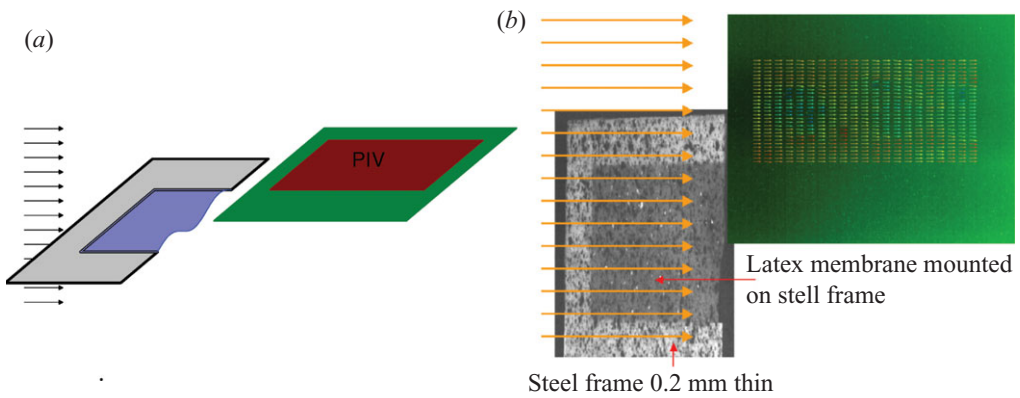 (a)
PIV
(b)
Latex membrane mounted
on stell frame
Steel frame 0.2 mm thin